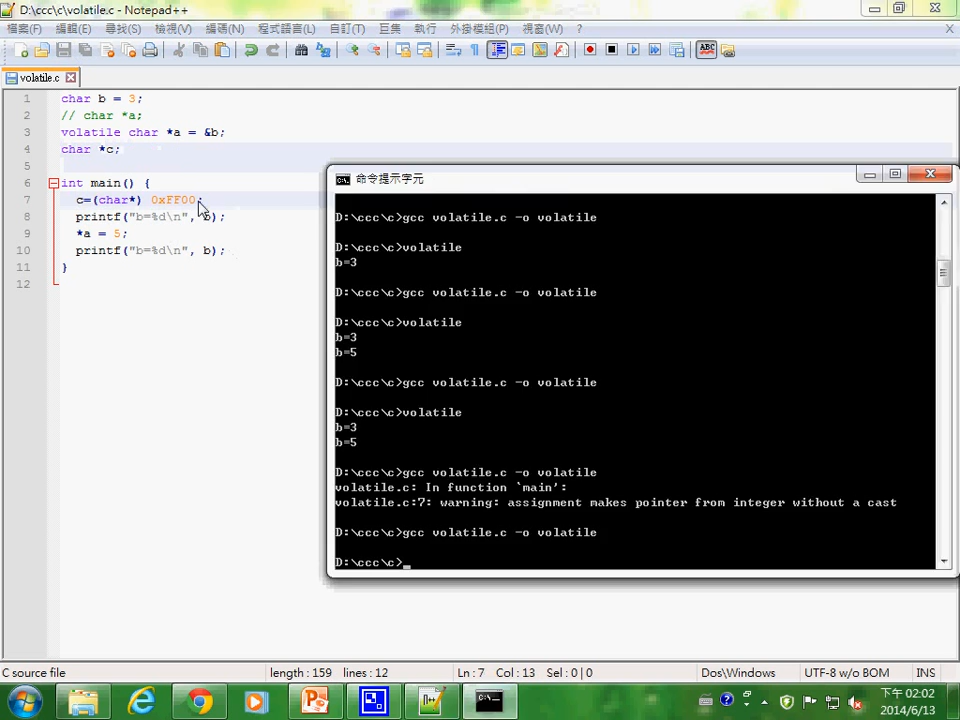 D:\ccc\c\volatile.c - Notepad++
檔案(F) 編輯(E) 尋找(S) 檢視(V) 編碼(N) 程式語言(L) 自訂(T) 巨集 執行 外掛模組(P) 視窗(W) ? X
ABC
volatile.c
1 char b = 3;
2 // char *a;
3 volatile char *a = &b;
4 char *c;
5
6 int main() {
7 c=(char*) 0xFF00;
8 printf("b=%d\n", b);
9 *a = 5;
10 printf("b=%d\n", b);
11 }
12
命令提示字元
D:\ccc\c>gcc volatile.c -o volatile
D:\ccc\c>volatile
b=3
D:\ccc\c>gcc volatile.c -o volatile
D:\ccc\c>volatile
b=3
b=5
D:\ccc\c>gcc volatile.c -o volatile
D:\ccc\c>volatile
b=3
b=5
D:\ccc\c>gcc volatile.c -o volatile
volatile.c: In function `main':
volatile.c:7: warning: assignment makes pointer from integer without a cast
D:\ccc\c>gcc volatile.c -o volatile
D:\ccc\c>_
C source file length : 159 lines : 12 Ln : 7 Col : 13 Sel : 0 | 0 Dos\Windows UTF-8 w/o BOM INS
下午 02:02
2014/6/13